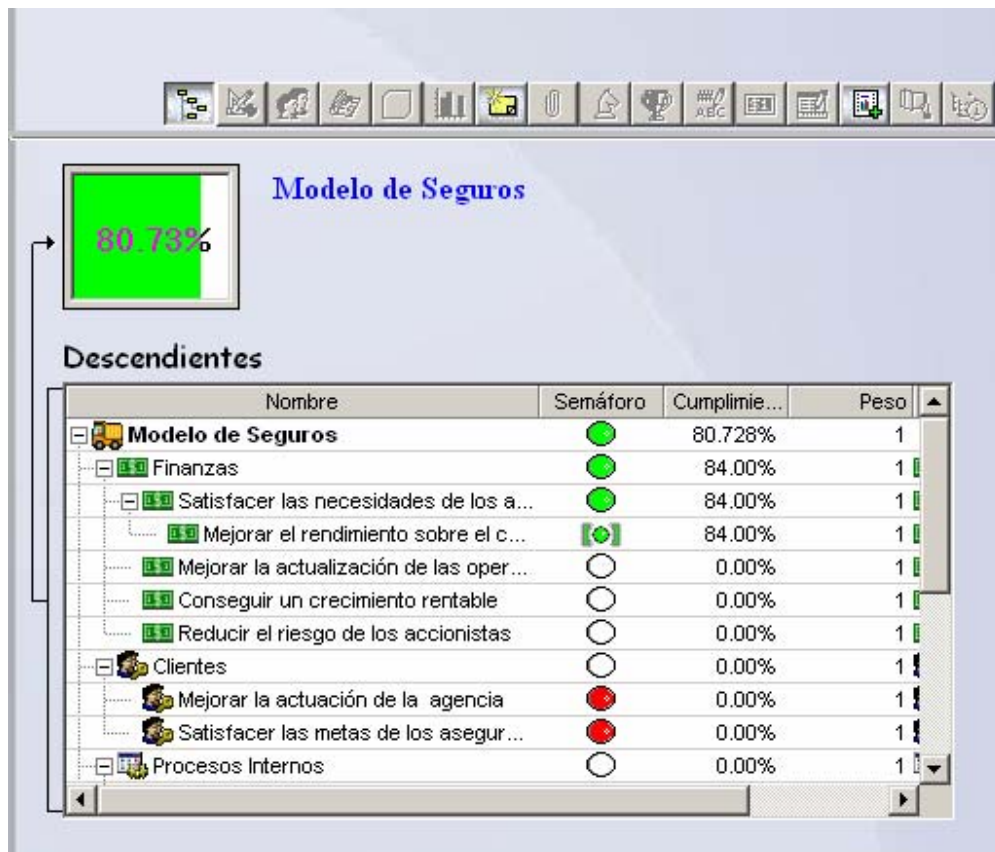 ABC
Modelo de Seguros
80.73%
Descendientes
Nombre Semáforo Cumplimie... Peso
Modelo de Seguros 80.728% 1
Finanzas 84.00% 1
Satisfacer las necesidades de los a... 84.00% 1
Mejorar el rendimiento sobre el c... 84.00% 1
Mejorar la actualización de las oper... 0.00% 1
Conseguir un crecimiento rentable 0.00% 1
Reducir el riesgo de los accionistas 0.00% 1
Clientes 0.00% 1
Mejorar la actuación de la agencia 0.00% 1
Satisfacer las metas de los asegur... 0.00% 1
Procesos Internos 0.00% 1